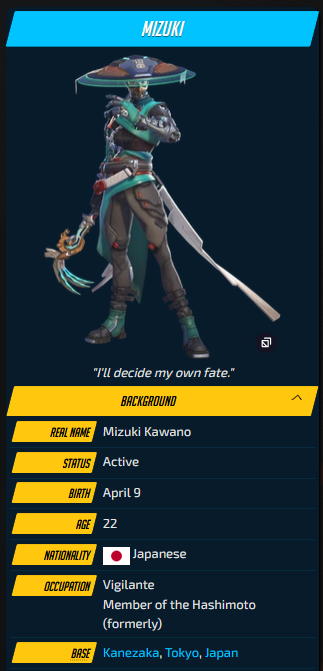 MIZUKI
"I'll decide my own fate."
BACKGROUND
REAL NAME Mizuki Kawano
STATUS Active
BIRTH April 9
AGE 22
NATIONALITY Japanese
OCCUPATION Vigilante
Member of the Hashimoto
(formerly)
BASE Kanezaka, Tokyo, Japan